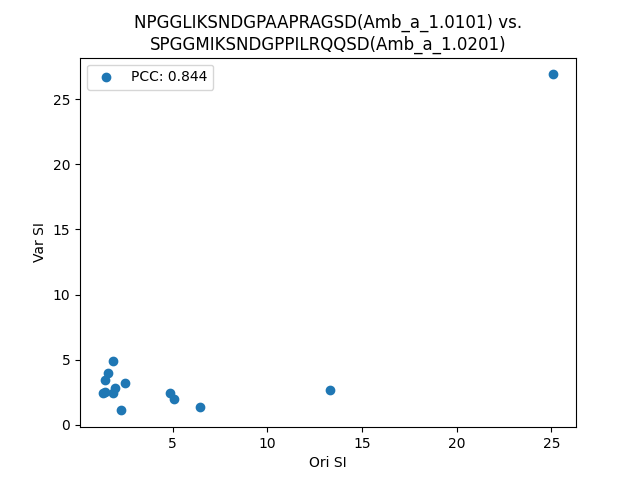 NPGGLIKSNDGPAAPRAGSD(Amb_a_1.0101) vs.
SPGGMIKSNDGPPILRQQSD(Amb_a_1.0201)
PCC: 0.844
25
20
15
10
5
0
Var SI
5
10
15
20
25
Ori SI